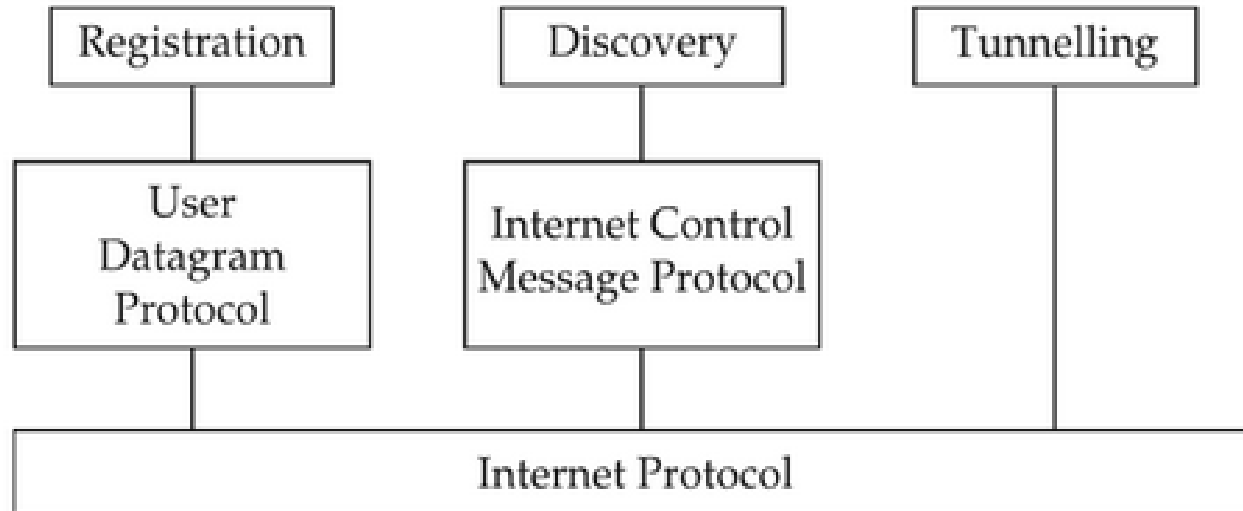 Registration
Discovery
Tunnelling
User
Datagram
Protocol
Internet Control
Message Protocol
Internet Protocol